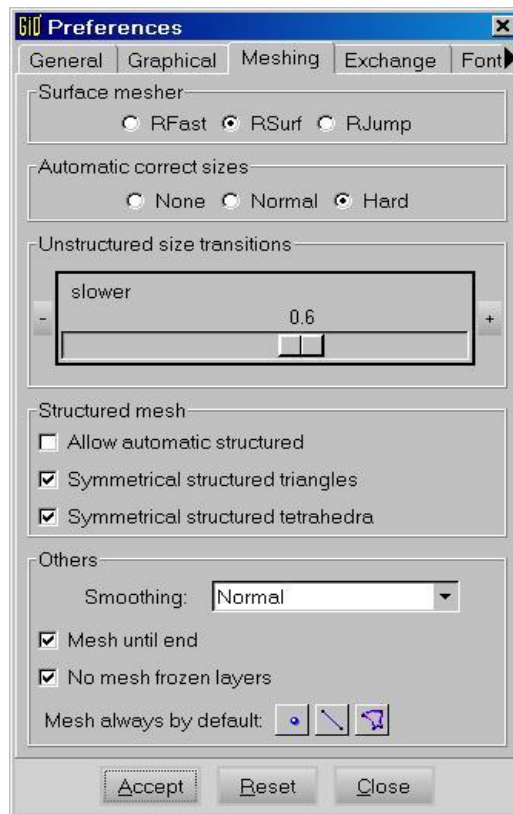 GiD Preferences
General Graphical Meshing Exchange Font
Surface mesher
RFast RSurf RJump
Automatic correct sizes
None Normal Hard
Unstructured size transitions
slower
- 0.6 +
Structured mesh
Allow automatic structured
Symmetrical structured triangles
Symmetrical structured tetrahedra
Others
Smoothing: Normal
Mesh until end
No mesh frozen layers
Mesh always by default:
Accept Reset Close